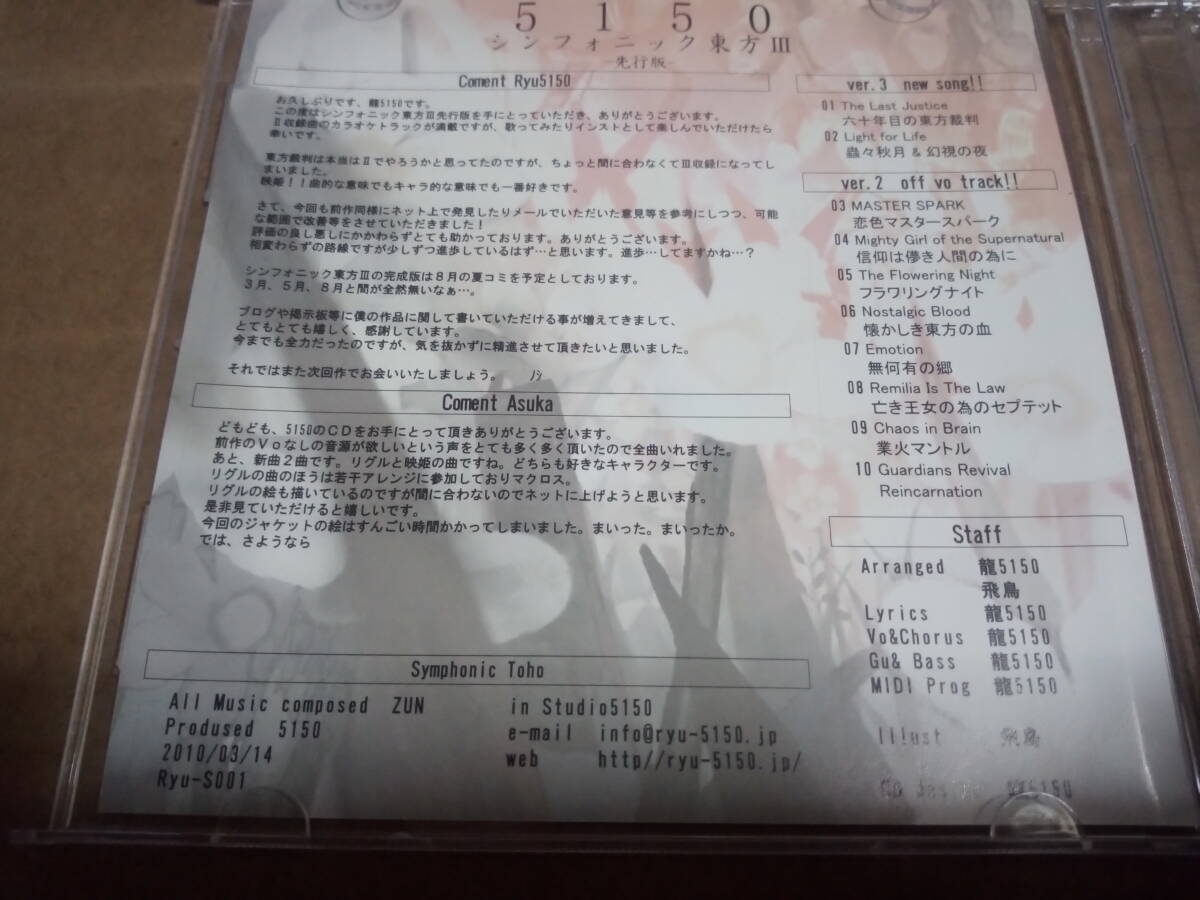 5150
シンフォニック東方Ⅲ
-先行版-
Coment Ryu5150
お久しぶりです、龍5150です。
この度はシンフォニック東方Ⅲ先行版を手にとっていただき、ありがとうございます。
Ⅱ収録曲のカラオケトラックが満載ですが、歌ってみたりインストとして楽しんでいただけたら
幸いです。
東方裁判は本当はⅡでやろうかと思ってたのですが、ちょっと間に合わなくてⅢ収録になってし
まいました。
映姫！！曲的な意味でもキャラ的な意味でも一番好きです。
さて、今回も前作同様にネット上で発見したりメールでいただいた意見等を参考にしつつ、可能
な範囲で改善等をさせていただきました！
評価の良し悪しにかかわらずとても助かっております。ありがとうございます。
相変わらずの路線ですが少しずつ進歩しているはず…と思います。進歩…してますかね…？
シンフォニック東方Ⅲの完成版は８月の夏コミを予定としております。
３月、５月、８月と間が全然無いなぁ…。
ブログや掲示板等に僕の作品に関して書いていただける事が増えてきまして、
とてもとても嬉しく、感謝しています。
今までも全力だったのですが、気を抜かずに精進させて頂きたいと思いました。
それではまた次回作でお会いいたしましょう。 ﾉｼ
Coment Asuka
どもども、5150のＣＤをお手にとって頂きありがとうございます。
前作のＶｏなしの音源が欲しいという声をとても多く多く頂いたので全曲いれました。
あと、新曲２曲です。リグルと映姫の曲ですね。どちらも好きなキャラクターです。
リグルの曲のほうは若干アレンジに参加しておりマクロス。
リグルの絵も描いているのですが間に合わないのでネットに上げようと思います。
是非見ていただけると嬉しいです。
今回のジャケットの絵はすんごい時間かかってしまいました。まいった。まいったか。
では、さようなら
Symphonic Toho
All Music composed ZUN
Prodused 5150
2010/03/14
Ryu-S001
in Studio5150
e-mail info@ryu-5150.jp
web http//ryu-5150.jp/
ver.3 new song!!
01 The Last Justice
六十年目の東方裁判
02 Light for Life
蟲々秋月 & 幻視の夜
ver.2 off vo track!!
03 MASTER SPARK
恋色マスタースパーク
04 Mighty Girl of the Supernatural
信仰は儚き人間の為に
05 The Flowering Night
フラワリングナイト
06 Nostalgic Blood
懐かしき東方の血
07 Emotion
無何有の郷
08 Remilia Is The Law
亡き王女の為のセプテット
09 Chaos in Brain
業火マントル
10 Guardians Revival
Reincarnation
Staff
Arranged 龍5150
飛鳥
Lyrics 龍5150
Vo&Chorus 龍5150
Gu& Bass 龍5150
MIDI Prog 龍5150
Illust 飛鳥
龍5150